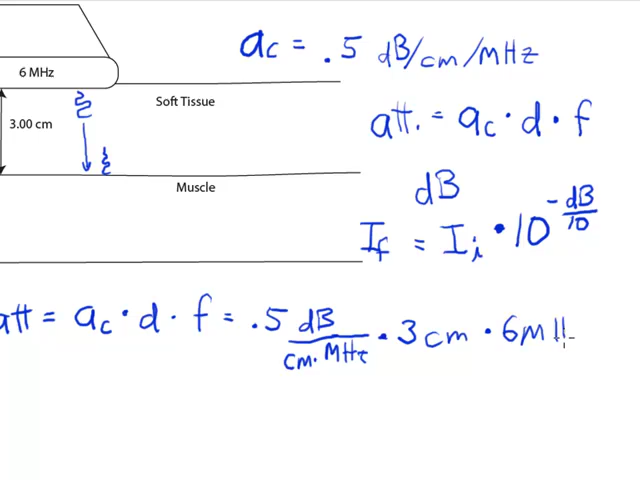 ac = .5 dB/cm/MHz
6 MHz
Soft Tissue
att. = ac · d · f
3.00 cm
Muscle
dB
If = Ii · 10^-dB/10
att = ac · d · f = .5 dB/cm·MHz · 3 cm · 6 MH